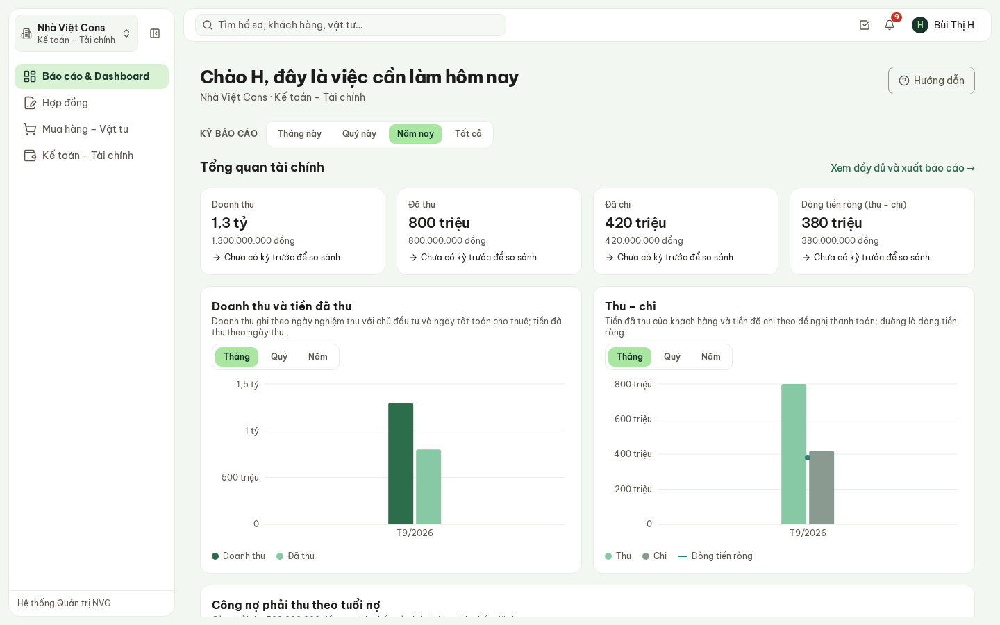 Nhà Việt Cons
Kế toán – Tài chính
Tìm hồ sơ, khách hàng, vật tư...
9
H
Bùi Thị H
Báo cáo & Dashboard
Hợp đồng
Mua hàng – Vật tư
Kế toán – Tài chính
Hệ thống Quản trị NVG
Chào H, đây là việc cần làm hôm nay
Nhà Việt Cons · Kế toán – Tài chính
Hướng dẫn
KỲ BÁO CÁO
Tháng này
Quý này
Năm nay
Tất cả
Tổng quan tài chính
Xem đầy đủ và xuất báo cáo →
Doanh thu
1,3 tỷ
1.300.000.000 đồng
→ Chưa có kỳ trước để so sánh
Đã thu
800 triệu
800.000.000 đồng
→ Chưa có kỳ trước để so sánh
Đã chi
420 triệu
420.000.000 đồng
→ Chưa có kỳ trước để so sánh
Dòng tiền ròng (thu – chi)
380 triệu
380.000.000 đồng
→ Chưa có kỳ trước để so sánh
Doanh thu và tiền đã thu
Doanh thu ghi theo ngày nghiệm thu với chủ đầu tư và ngày tất toán cho thuê; tiền đã
thu theo ngày thu.
Tháng
Quý
Năm
1,5 tỷ
1 tỷ
500 triệu
0
T9/2026
Doanh thu
Đã thu
Thu – chi
Tiền đã thu của khách hàng và tiền đã chi theo đề nghị thanh toán; đường là dòng tiền
ròng.
Tháng
Quý
Năm
800 triệu
600 triệu
400 triệu
200 triệu
0
T9/2026
Thu
Chi
Dòng tiền ròng
Công nợ phải thu theo tuổi nợ